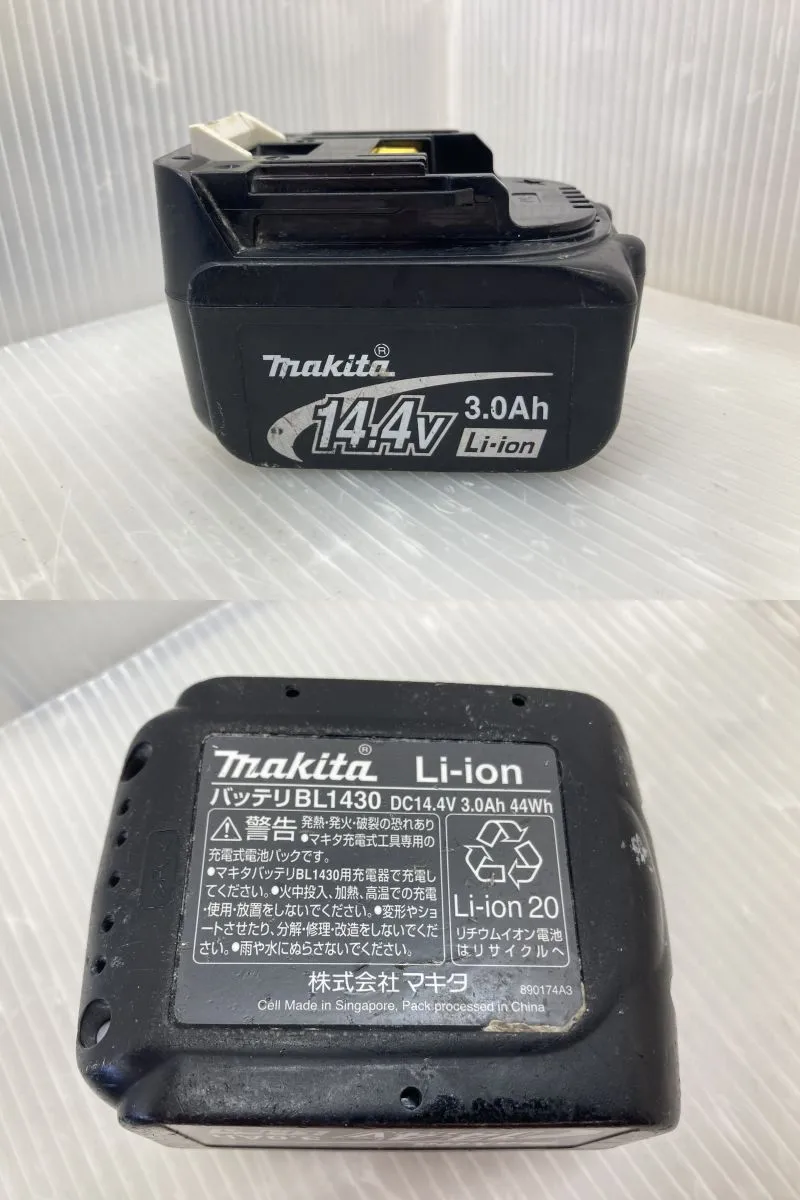 makita®
14.4V 3.0Ah
Li-ion
makita® Li-ion
バッテリBL1430 DC14.4V 3.0Ah 44Wh
警告 発熱・発火・破裂の恐れあり
●マキタ充電式工具専用の
充電式電池パックです。
●マキタバッテリBL1430用充電器で充電し
てください。●火中投入、加熱、高温での充電
・使用・放置をしないでください。●変形やショ
ートさせたり、分解・修理・改造をしないでくだ
さい。●雨や水にぬらさないでください。
Li-ion 20
リチウムイオン電池
はリサイクルへ
株式会社マキタ
890174A3
Cell Made in Singapore, Pack processed in China